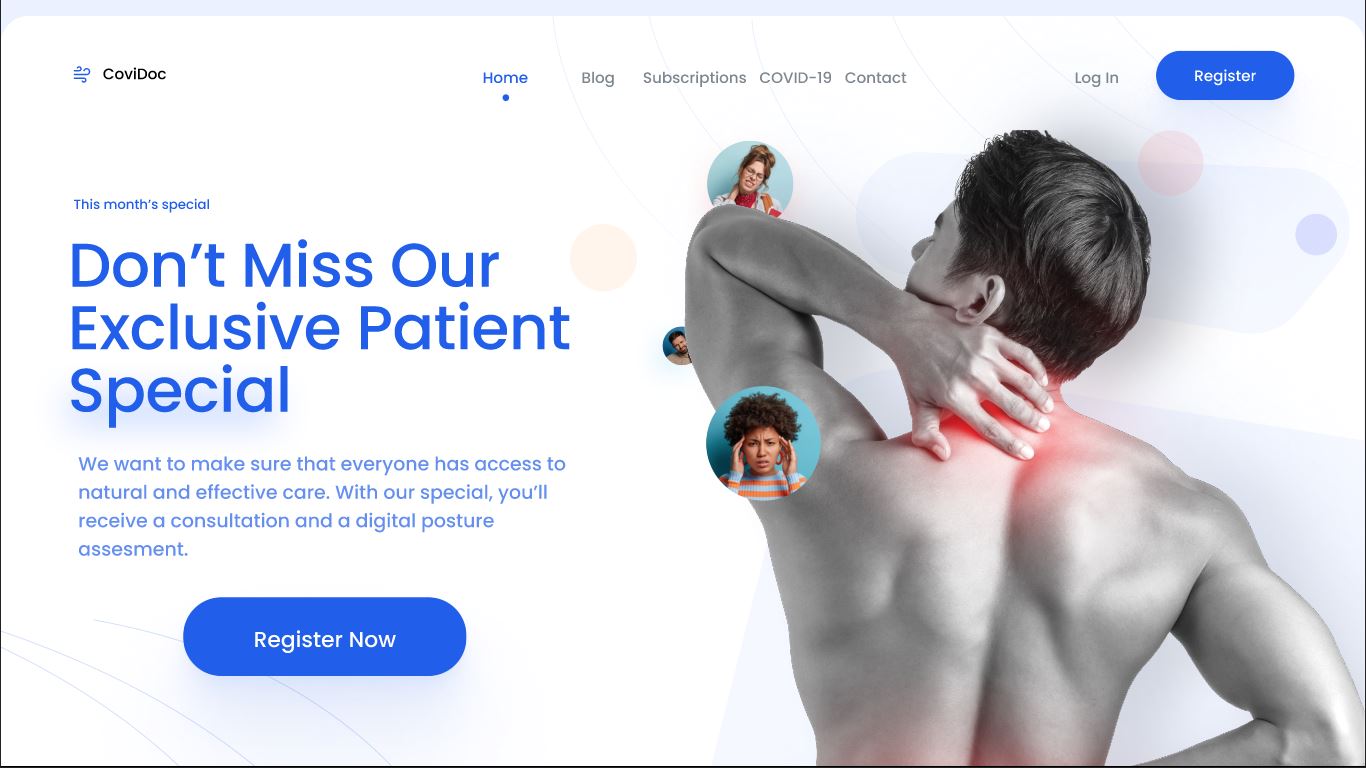 CoviDoc
Home Blog Subscriptions COVID-19 Contact Log In Register
This month's special
Don't Miss Our
Exclusive Patient
Special
We want to make sure that everyone has access to
natural and effective care. With our special, you'll
receive a consultation and a digital posture
assesment.
Register Now